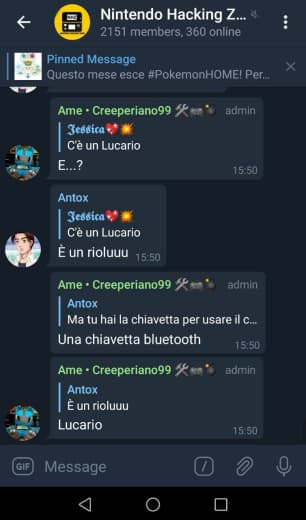 Nintendo Hacking Z...
2151 members, 360 online
Pinned Message
Questo mese esce #PokemonHOME! Per...
Ame • Creeperiano99 🛠🎮💣 admin
𝕵𝖊𝖘𝖘𝖎𝖈𝖆💖💥
C'è un Lucario
E...?
15:50
Antox
𝕵𝖊𝖘𝖘𝖎𝖈𝖆💖💥
C'è un Lucario
È un rioluuu
15:50
Ame • Creeperiano99 🛠🎮💣 admin
Antox
Ma tu hai la chiavetta per usare il c...
Una chiavetta bluetooth
15:50
Ame • Creeperiano99 🛠🎮💣 admin
Antox
È un rioluuu
Lucario
15:50
GIF Message /